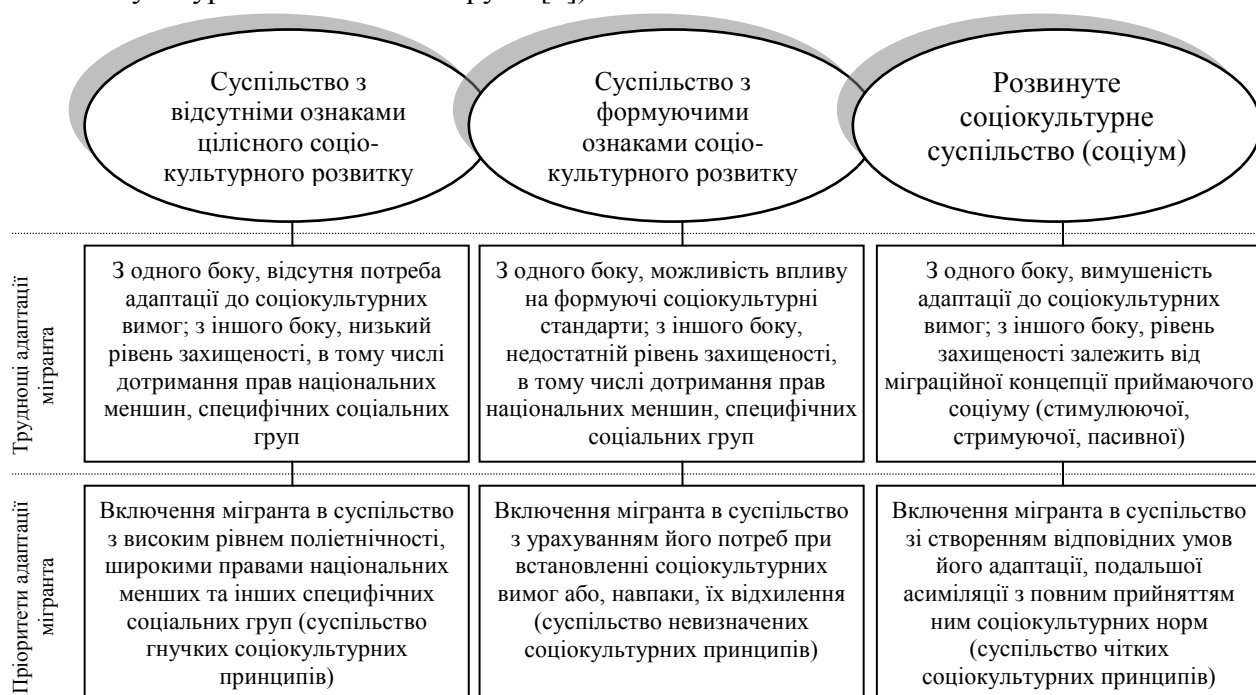 Суспільство з
відсутніми ознаками
цілісного соціо-
культурного розвитку
Суспільство з
формуючими
ознаками соціо-
культурного розвитку
Розвинуте
соціокультурне
суспільство (соціум)
Труднощі адаптації
мігранта
З одного боку, відсутня потреба
адаптації до соціокультурних
вимог; з іншого боку, низький
рівень захищеності, в тому числі
дотримання прав національних
меншин, специфічних соціальних
груп
З одного боку, можливість впливу
на формуючі соціокультурні
стандарти; з іншого боку,
недостатній рівень захищеності,
в тому числі дотримання прав
національних меншин, специфічних
соціальних груп
З одного боку, вимушеність
адаптації до соціокультурних
вимог; з іншого боку, рівень
захищеності залежить від
міграційної концепції приймаючого
соціуму (стимулюючої,
стримуючої, пасивної)
Пріоритети адаптації
мігранта
Включення мігранта в суспільство
з високим рівнем поліетнічності,
широкими правами національних
менших та інших специфічних
соціальних груп (суспільство
гнучких соціокультурних
принципів)
Включення мігранта в суспільство
з урахуванням його потреб при
встановленні соціокультурних
вимог або, навпаки, їх відхилення
(суспільство невизначених
соціокультурних принципів)
Включення мігранта в суспільство
зі створенням відповідних умов
його адаптації, подальшої
асиміляції з повним прийняттям
ним соціокультурних норм
(суспільство чітких
соціокультурних принципів)